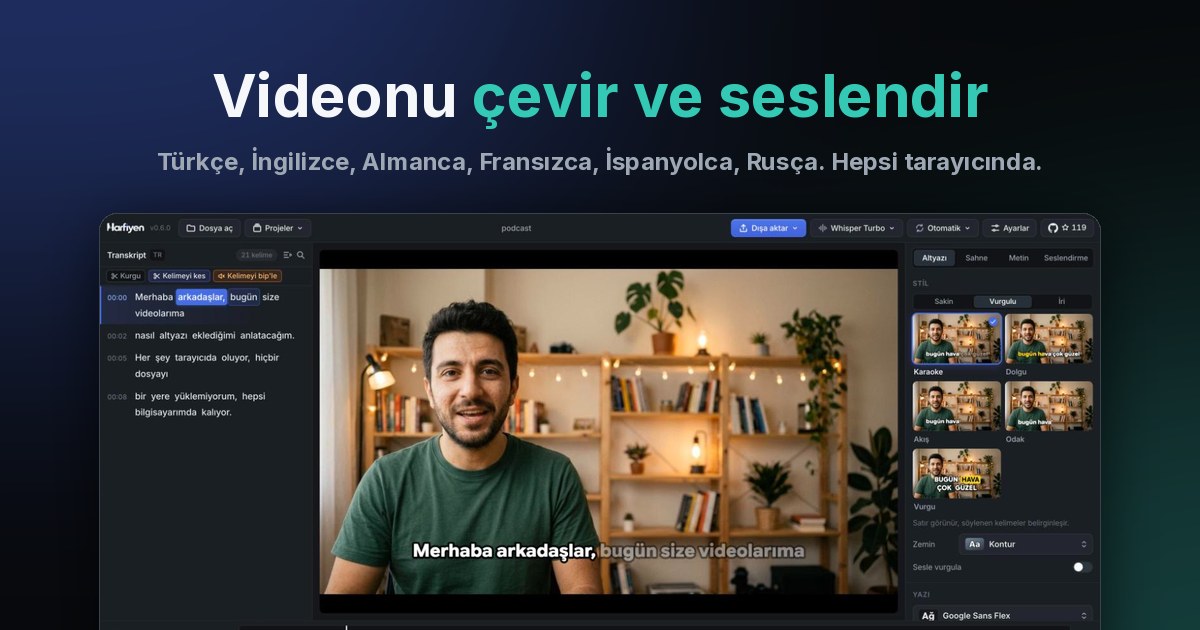 Videonu çevir ve seslendir
Türkçe, İngilizce, Almanca, Fransızca, İspanyolca, Rusça. Hepsi tarayıcında.
Harfiyen v0.6.0 Dosya aç Projeler podcast Dışa aktar Whisper Turbo Otomatik Ayarlar 119
Transkript TR 21 kelime
Kurgu Kelimeyi kes Kelimeyi bip'le
00:00 Merhaba arkadaşlar, bugün size
videolarıma
00:02 nasıl altyazı eklediğimi anlatacağım.
00:05 Her şey tarayıcıda oluyor, hiçbir
dosyayı
00:08 bir yere yüklemiyorum, hepsi
bilgisayarımda kalıyor.
Merhaba arkadaşlar, bugün size videolarıma
Altyazı Sahne Metin Seslendirme
STİL
Sakin Vurgulu İri
bugün hava çok güzel
bugün hava çok güzel
Karaoke Dolgu
bugün hava
bugün hava
Akış Odak
BUGÜN HAVA
ÇOK GÜZEL
Vurgu
Satır görünür, söylenen kelimeler belirginleşir.
Zemin Aa Kontur
Sesle vurgula
YAZI
Ağ Google Sans Flex